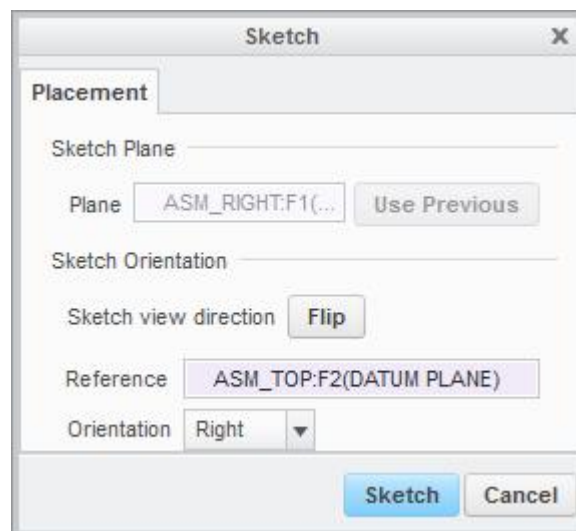 Sketch
Placement
Sketch Plane
Plane ASM_RIGHT:F1(... Use Previous
Sketch Orientation
Sketch view direction Flip
Reference ASM_TOP:F2(DATUM PLANE)
Orientation Right
Sketch Cancel